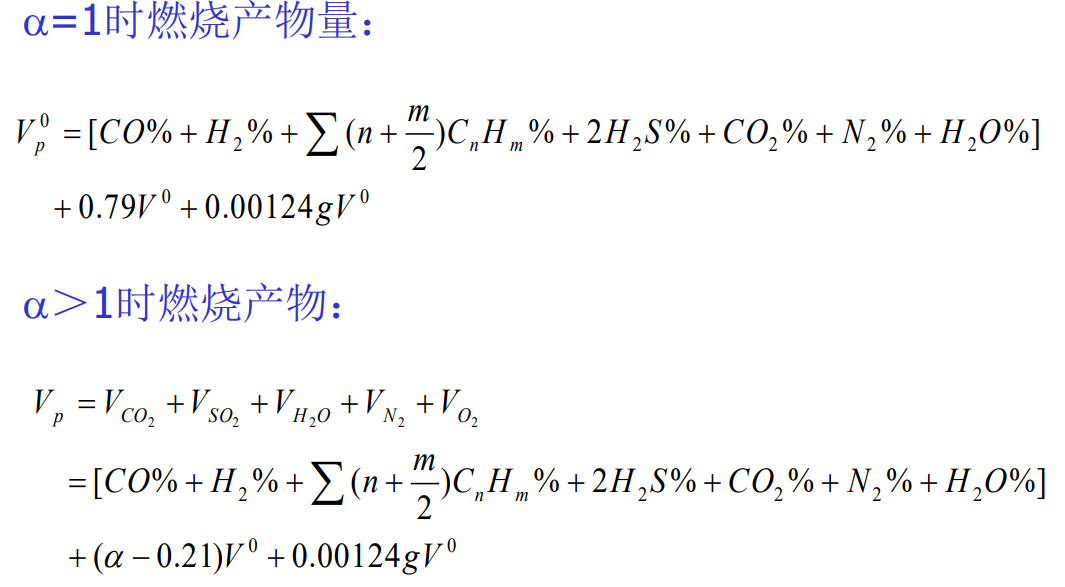 α=1时燃烧产物量：
V_p^0 = [CO% + H_2% + ∑(n + m/2)C_nH_m% + 2H_2S% + CO_2% + N_2% + H_2O%]
+ 0.79V^0 + 0.00124gV^0
α＞1时燃烧产物：
V_p = V_{CO_2} + V_{SO_2} + V_{H_2O} + V_{N_2} + V_{O_2}
= [CO% + H_2% + ∑(n + m/2)C_nH_m% + 2H_2S% + CO_2% + N_2% + H_2O%]
+ (α − 0.21)V^0 + 0.00124gV^0